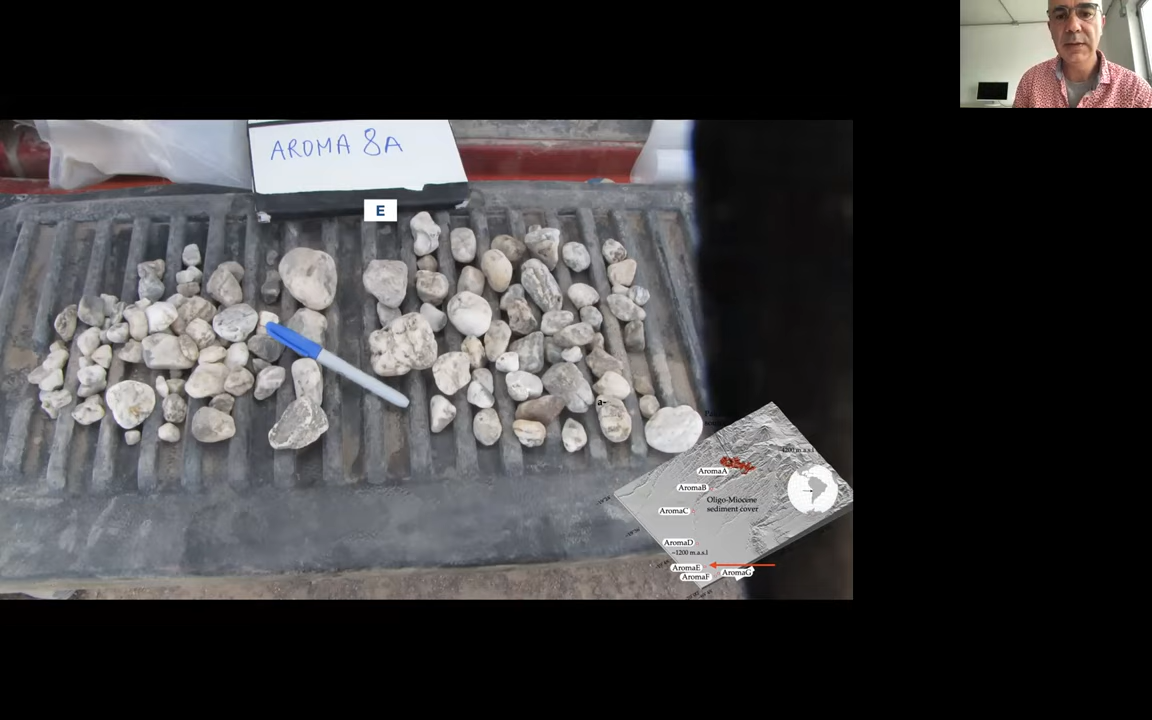 AROMA 8A
E
a-
AromaA
AromaB
Oligo-Miocene
sediment cover
AromaC
AromaD
~1200 m.a.s.l
AromaE
AromaF
AromaG